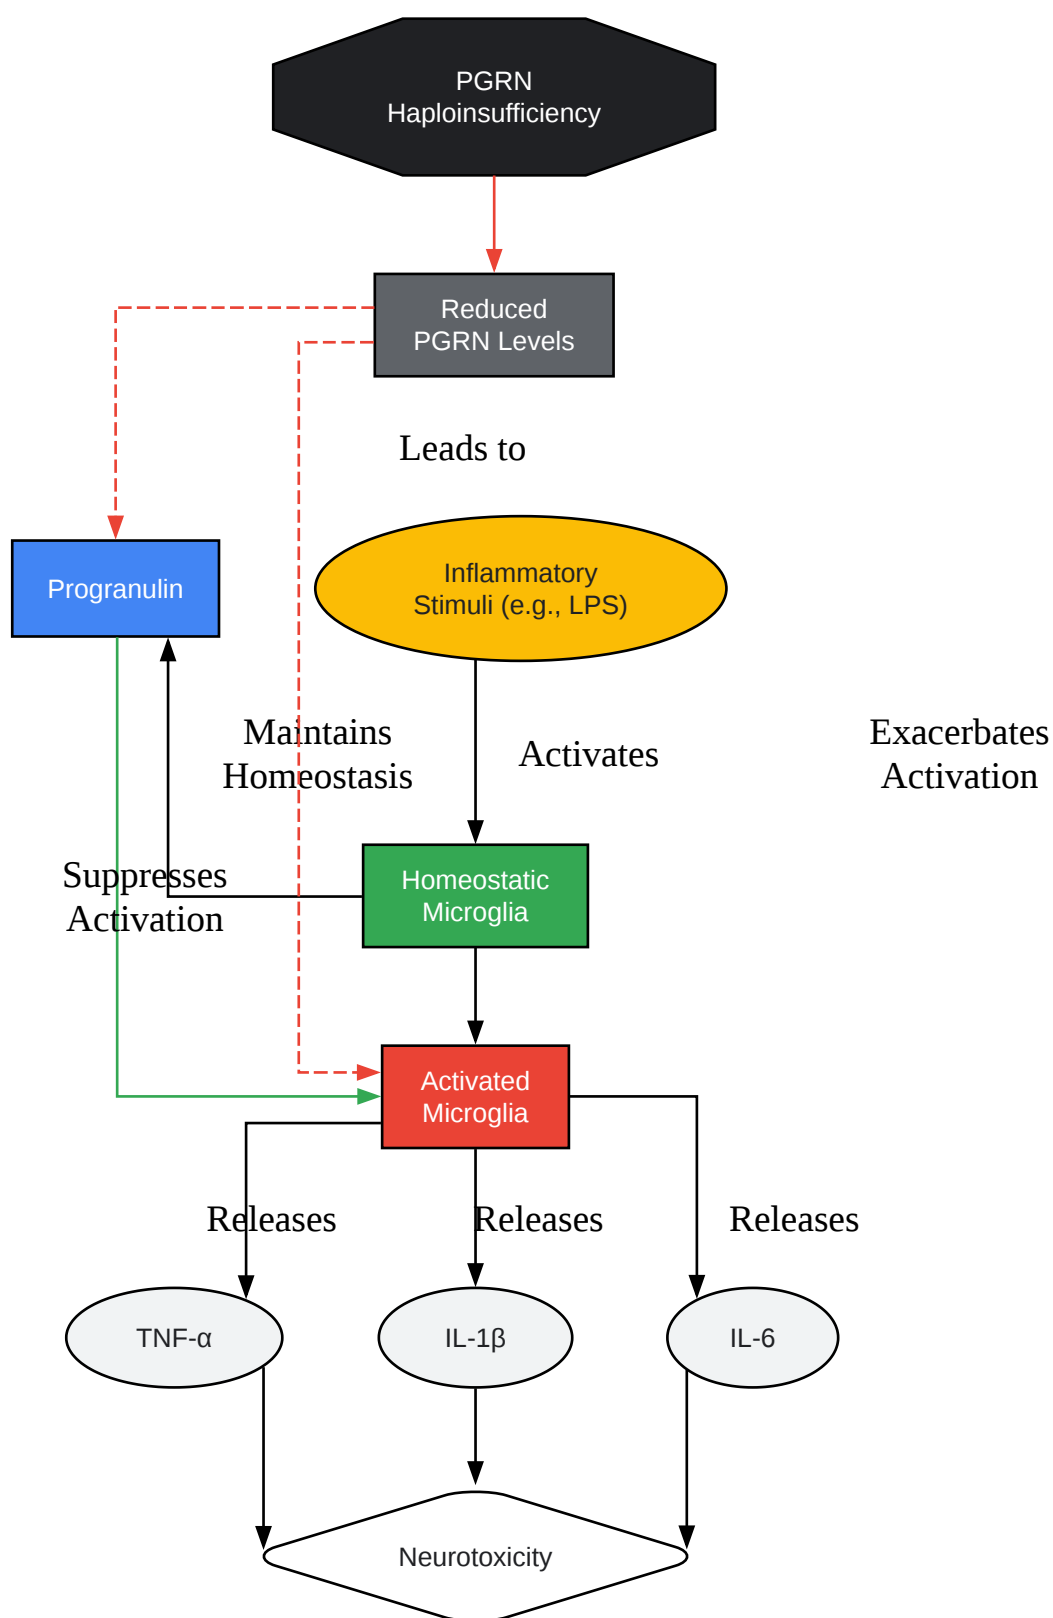 PGRN
Haploinsufficiency
Reduced
PGRN Levels
Leads to
Progranulin
Inflammatory
Stimuli (e.g., LPS)
Maintains
Homeostasis
Activates
Exacerbates
Activation
Suppresses
Activation
Homeostatic
Microglia
Activated
Microglia
Releases
Releases
Releases
TNF-α
IL-1β
IL-6
Neurotoxicity